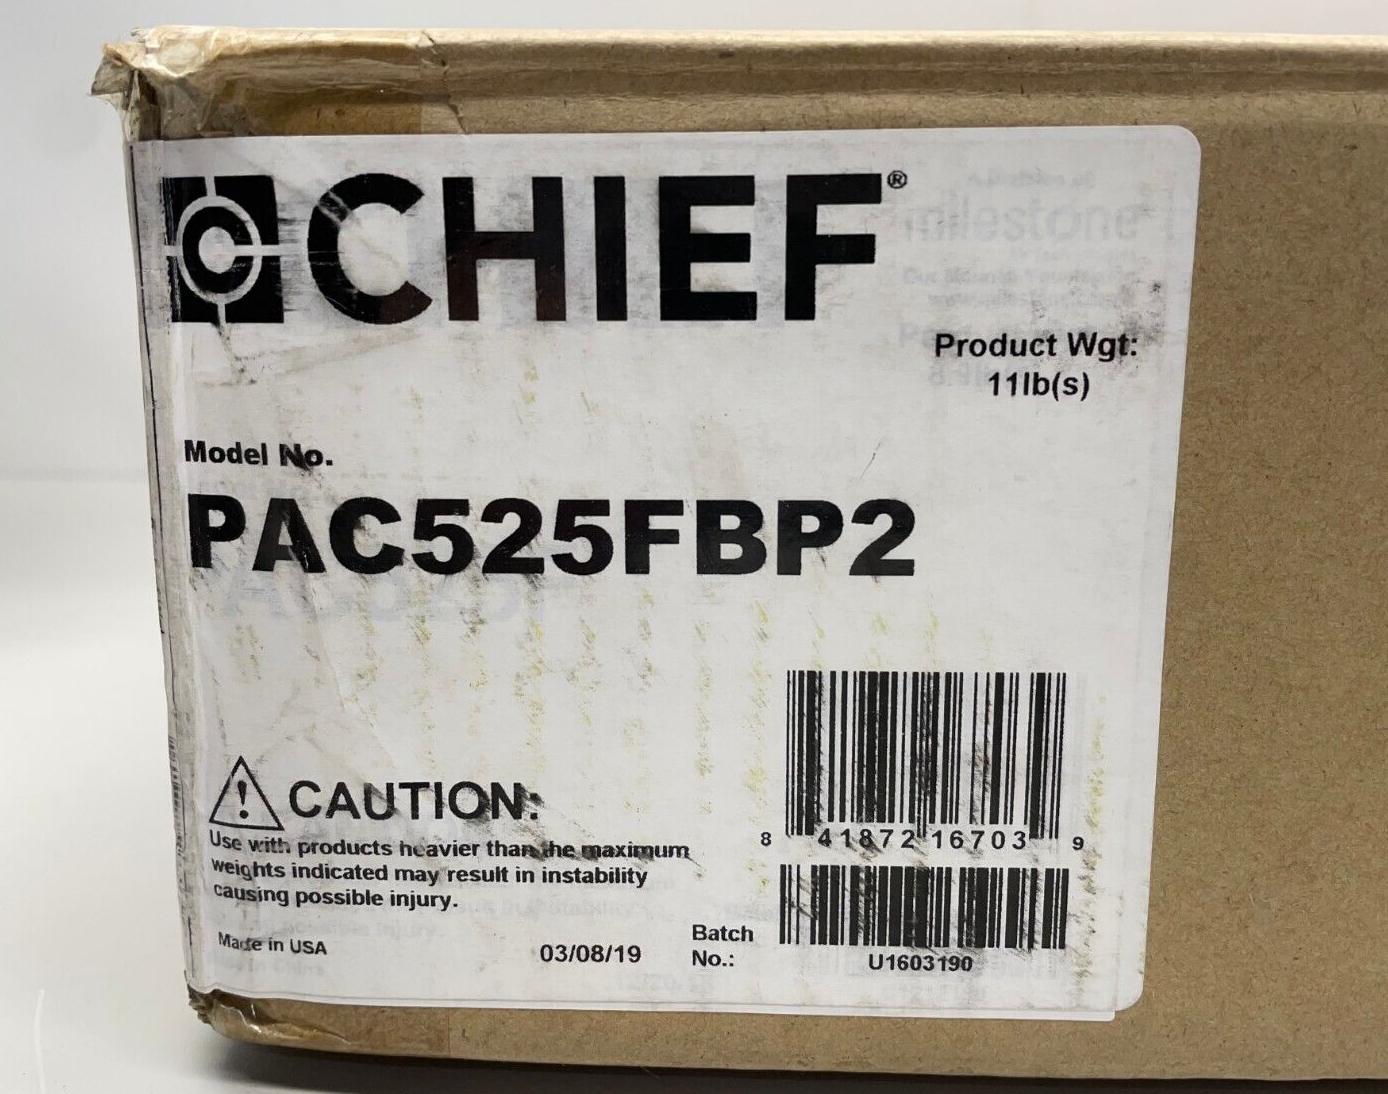 CHIEF®
milestone
Product Wgt:
11lb(s)
Model No.
PAC525FBP2
CAUTION:
Use with products heavier than the maximum
weights indicated may result in instability
causing possible injury.
Made in USA
03/08/19
Batch
No.:
8 41872 16703 9
U1603190